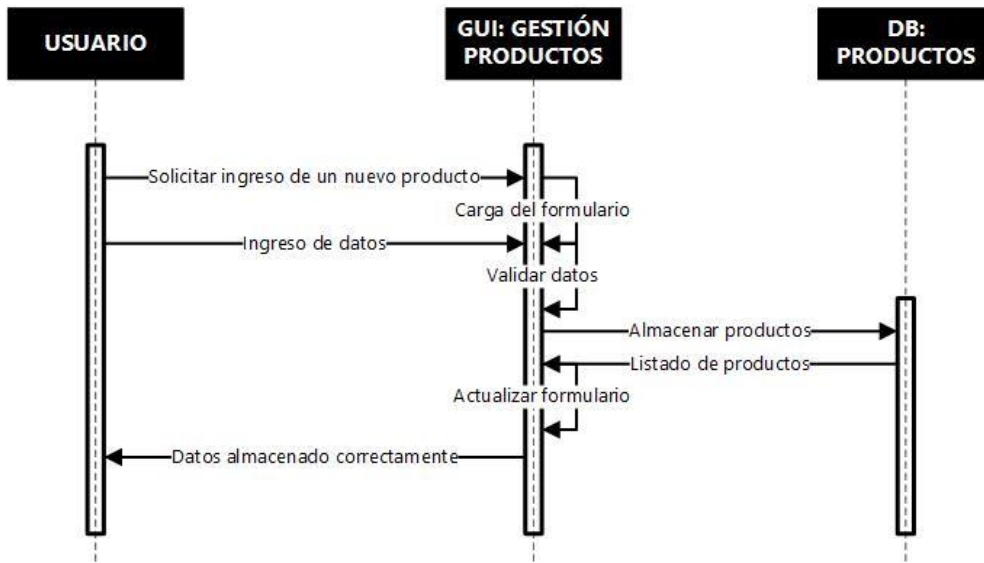 USUARIO
GUI: GESTIÓN
PRODUCTOS
DB:
PRODUCTOS
Solicitar ingreso de un nuevo producto
Carga del formulario
Ingreso de datos
Validar datos
Almacenar productos
Listado de productos
Actualizar formulario
Datos almacenado correctamente